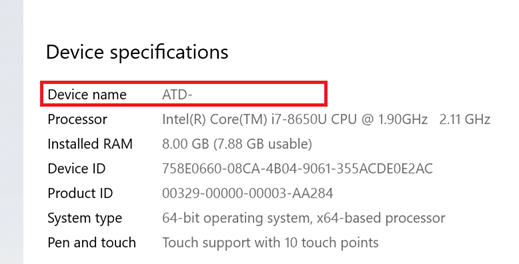 Device specifications
Device name ATD-
Processor Intel(R) Core(TM) i7-8650U CPU @ 1.90GHz 2.11 GHz
Installed RAM 8.00 GB (7.88 GB usable)
Device ID 758E0660-08CA-4B04-9061-355ACDE0E2AC
Product ID 00329-00000-00003-AA284
System type 64-bit operating system, x64-based processor
Pen and touch Touch support with 10 touch points